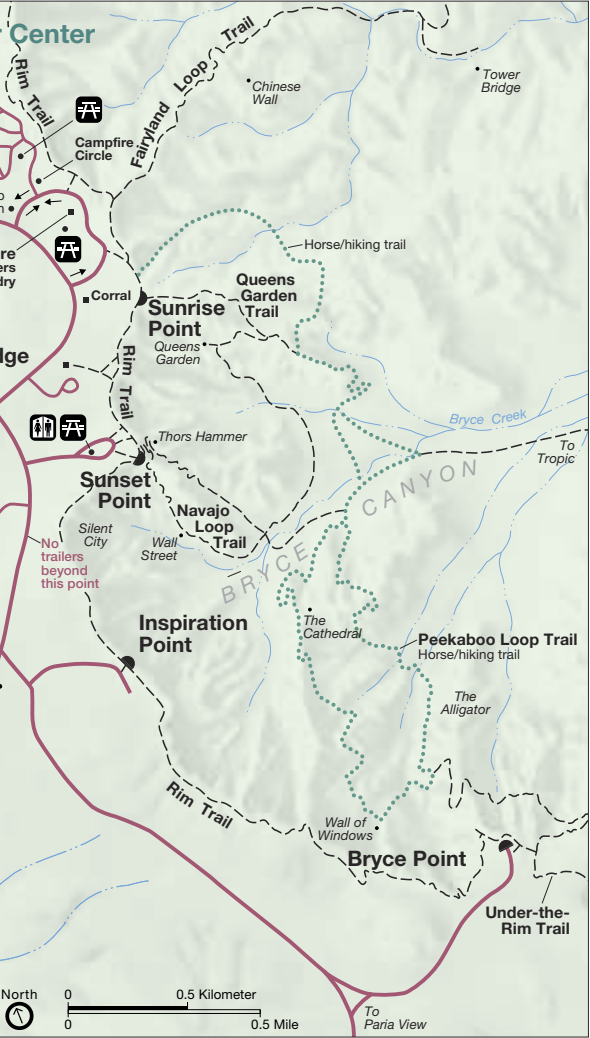 Center
Rim Trail
Fairyland Loop Trail
Chinese
Wall
Tower
Bridge
Campfire
Circle
Horse/hiking trail
Corral
Sunrise
Point
Queens
Garden
Trail
Queens
Garden
Rim Trail
Thors Hammer
Bryce Creek
To
Tropic
Sunset
Point
Navajo
Loop
Trail
Silent
City
Wall
Street
No
trailers
beyond
this point
BRYCE CANYON
Inspiration
Point
The
Cathedral
Peekaboo Loop Trail
Horse/hiking trail
The
Alligator
Rim Trail
Wall of
Windows
Bryce Point
Under-the-
Rim Trail
North
0 0.5 Kilometer
0 0.5 Mile
To
Paria View